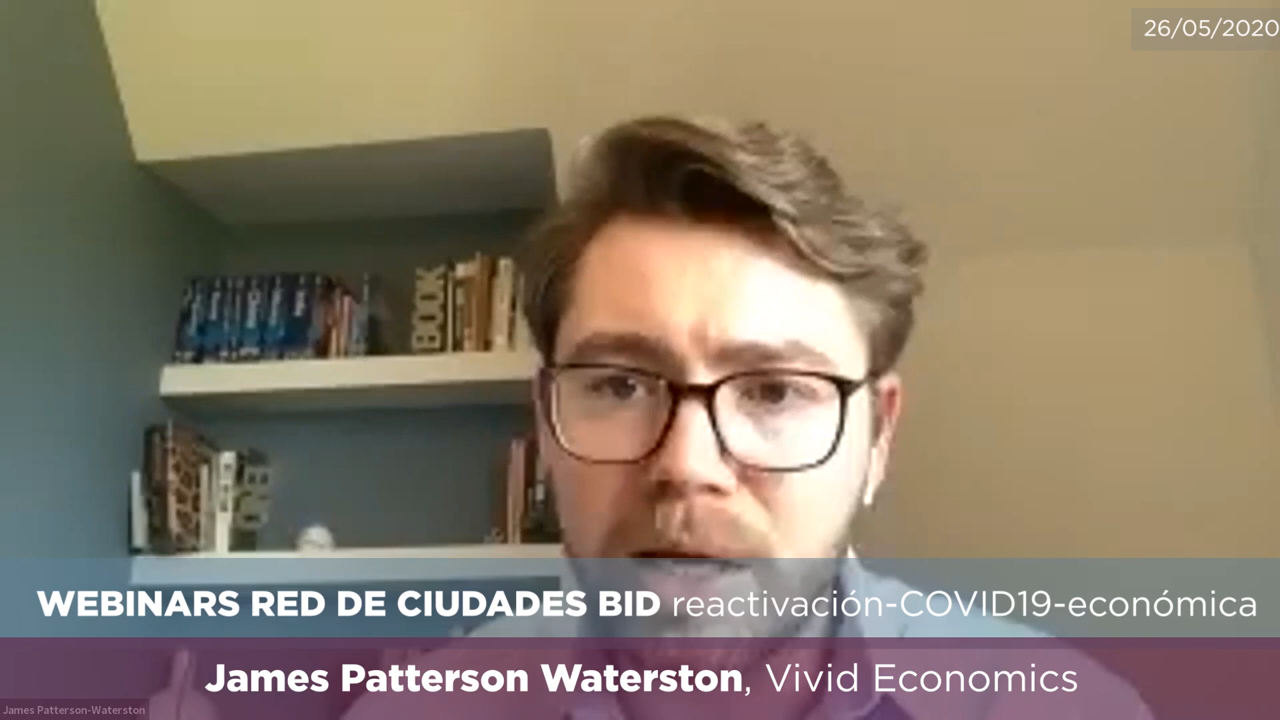 26/05/2020
BOOK
WEBINARS RED DE CIUDADES BID reactivación-COVID19-económica
James Patterson Waterston, Vivid Economics
James Patterson-Waterston